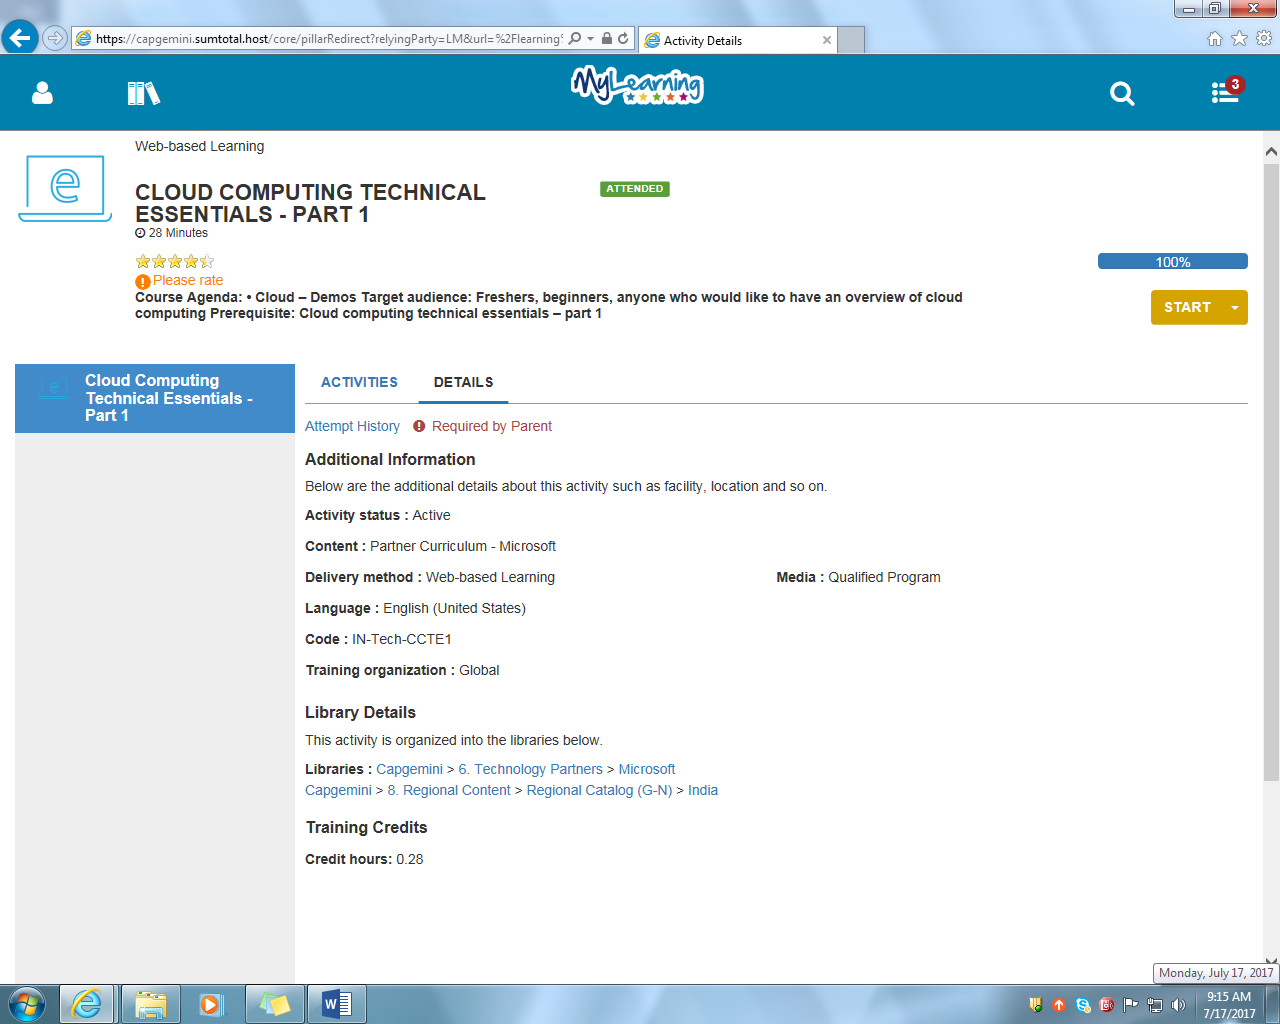 https://capgemini.sumtotal.host/core/pillarRedirect?relyingParty=LM&url=%2Flearning%
Activity Details
MyLearning
3
Web-based Learning
CLOUD COMPUTING TECHNICAL
ESSENTIALS - PART 1
ATTENDED
28 Minutes
Please rate
100%
Course Agenda: • Cloud – Demos Target audience: Freshers, beginners, anyone who would like to have an overview of cloud
computing Prerequisite: Cloud computing technical essentials – part 1
START
Cloud Computing
Technical Essentials -
Part 1
ACTIVITIES DETAILS
Attempt History Required by Parent
Additional Information
Below are the additional details about this activity such as facility, location and so on.
Activity status : Active
Content : Partner Curriculum - Microsoft
Delivery method : Web-based Learning Media : Qualified Program
Language : English (United States)
Code : IN-Tech-CCTE1
Training organization : Global
Library Details
This activity is organized into the libraries below.
Libraries : Capgemini > 6. Technology Partners > Microsoft
Capgemini > 8. Regional Content > Regional Catalog (G-N) > India
Training Credits
Credit hours: 0.28
Monday, July 17, 2017
9:15 AM
7/17/2017